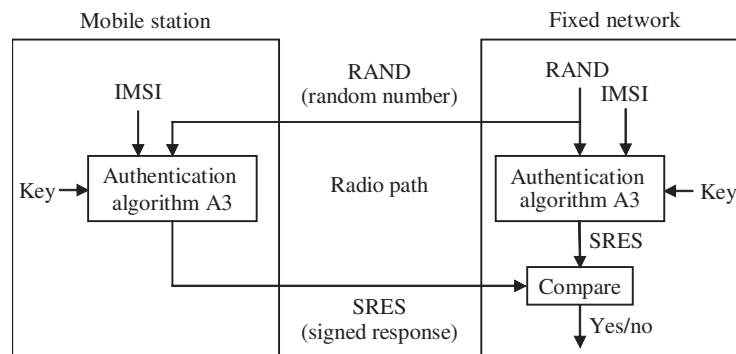 Mobile station
Fixed network
RAND
(random number)
RAND
IMSI
IMSI
Authentication
algorithm A3
Key
Radio path
Authentication
algorithm A3
Key
SRES
Compare
SRES
(signed response)
Yes/no